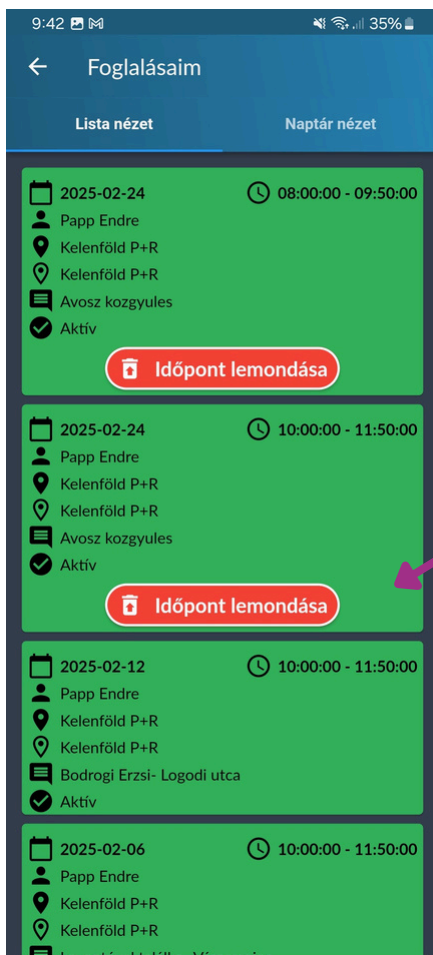 9:42 35%
Foglalásaim
Lista nézet Naptár nézet
2025-02-24 08:00:00 - 09:50:00
Papp Endre
Kelenföld P+R
Kelenföld P+R
Avosz kozgyules
Aktív
Időpont lemondása
2025-02-24 10:00:00 - 11:50:00
Papp Endre
Kelenföld P+R
Kelenföld P+R
Avosz kozgyules
Aktív
Időpont lemondása
2025-02-12 10:00:00 - 11:50:00
Papp Endre
Kelenföld P+R
Kelenföld P+R
Bodrogi Erzsi- Logodi utca
Aktív
2025-02-06 10:00:00 - 11:50:00
Papp Endre
Kelenföld P+R
Kelenföld P+R